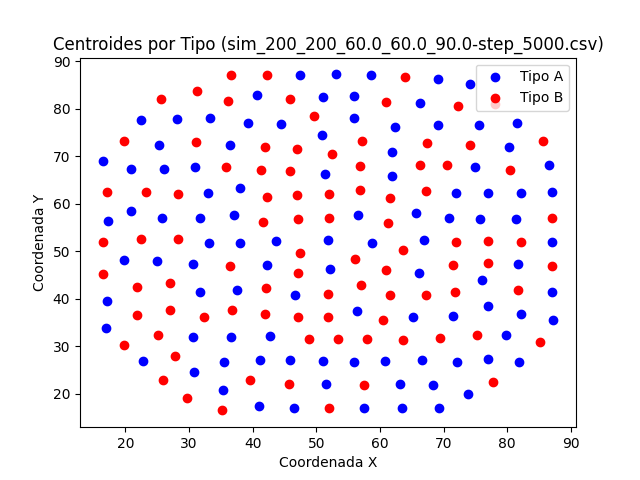 Centroides por Tipo (sim_200_200_60.0_60.0_90.0-step_5000.csv)
Tipo A
Tipo B
90
80
70
60
50
40
30
20
Coordenada Y
20 30 40 50 60 70 80 90
Coordenada X